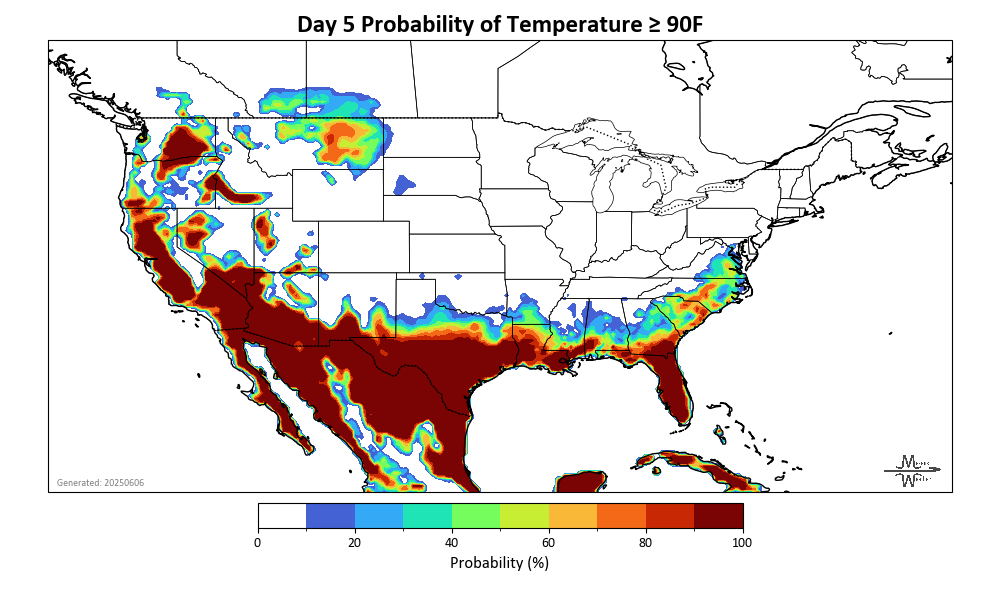 Day 5 Probability of Temperature ≥ 90F
Generated: 20250606
0 20 40 60 80 100
Probability (%)